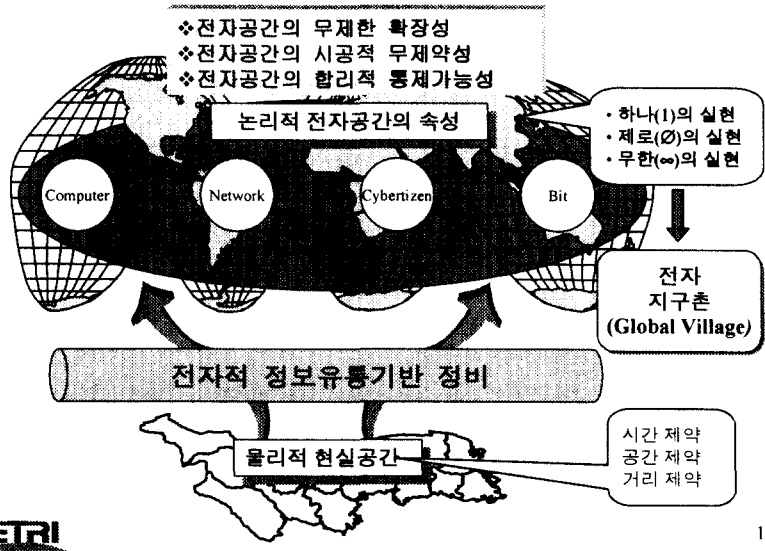 ❖전자공간의 무제한 확장성
❖전자공간의 시공적 무제약성
❖전자공간의 합리적 통제가능성
논리적 전자공간의 속성
• 하나(1)의 실현
• 제로(Ø)의 실현
• 무한(∞)의 실현
Computer
Network
Cybertizen
Bit
전자
지구촌
(Global Village)
전자적 정보유통기반 정비
물리적 현실공간
시간 제약
공간 제약
거리 제약
ETRI
1